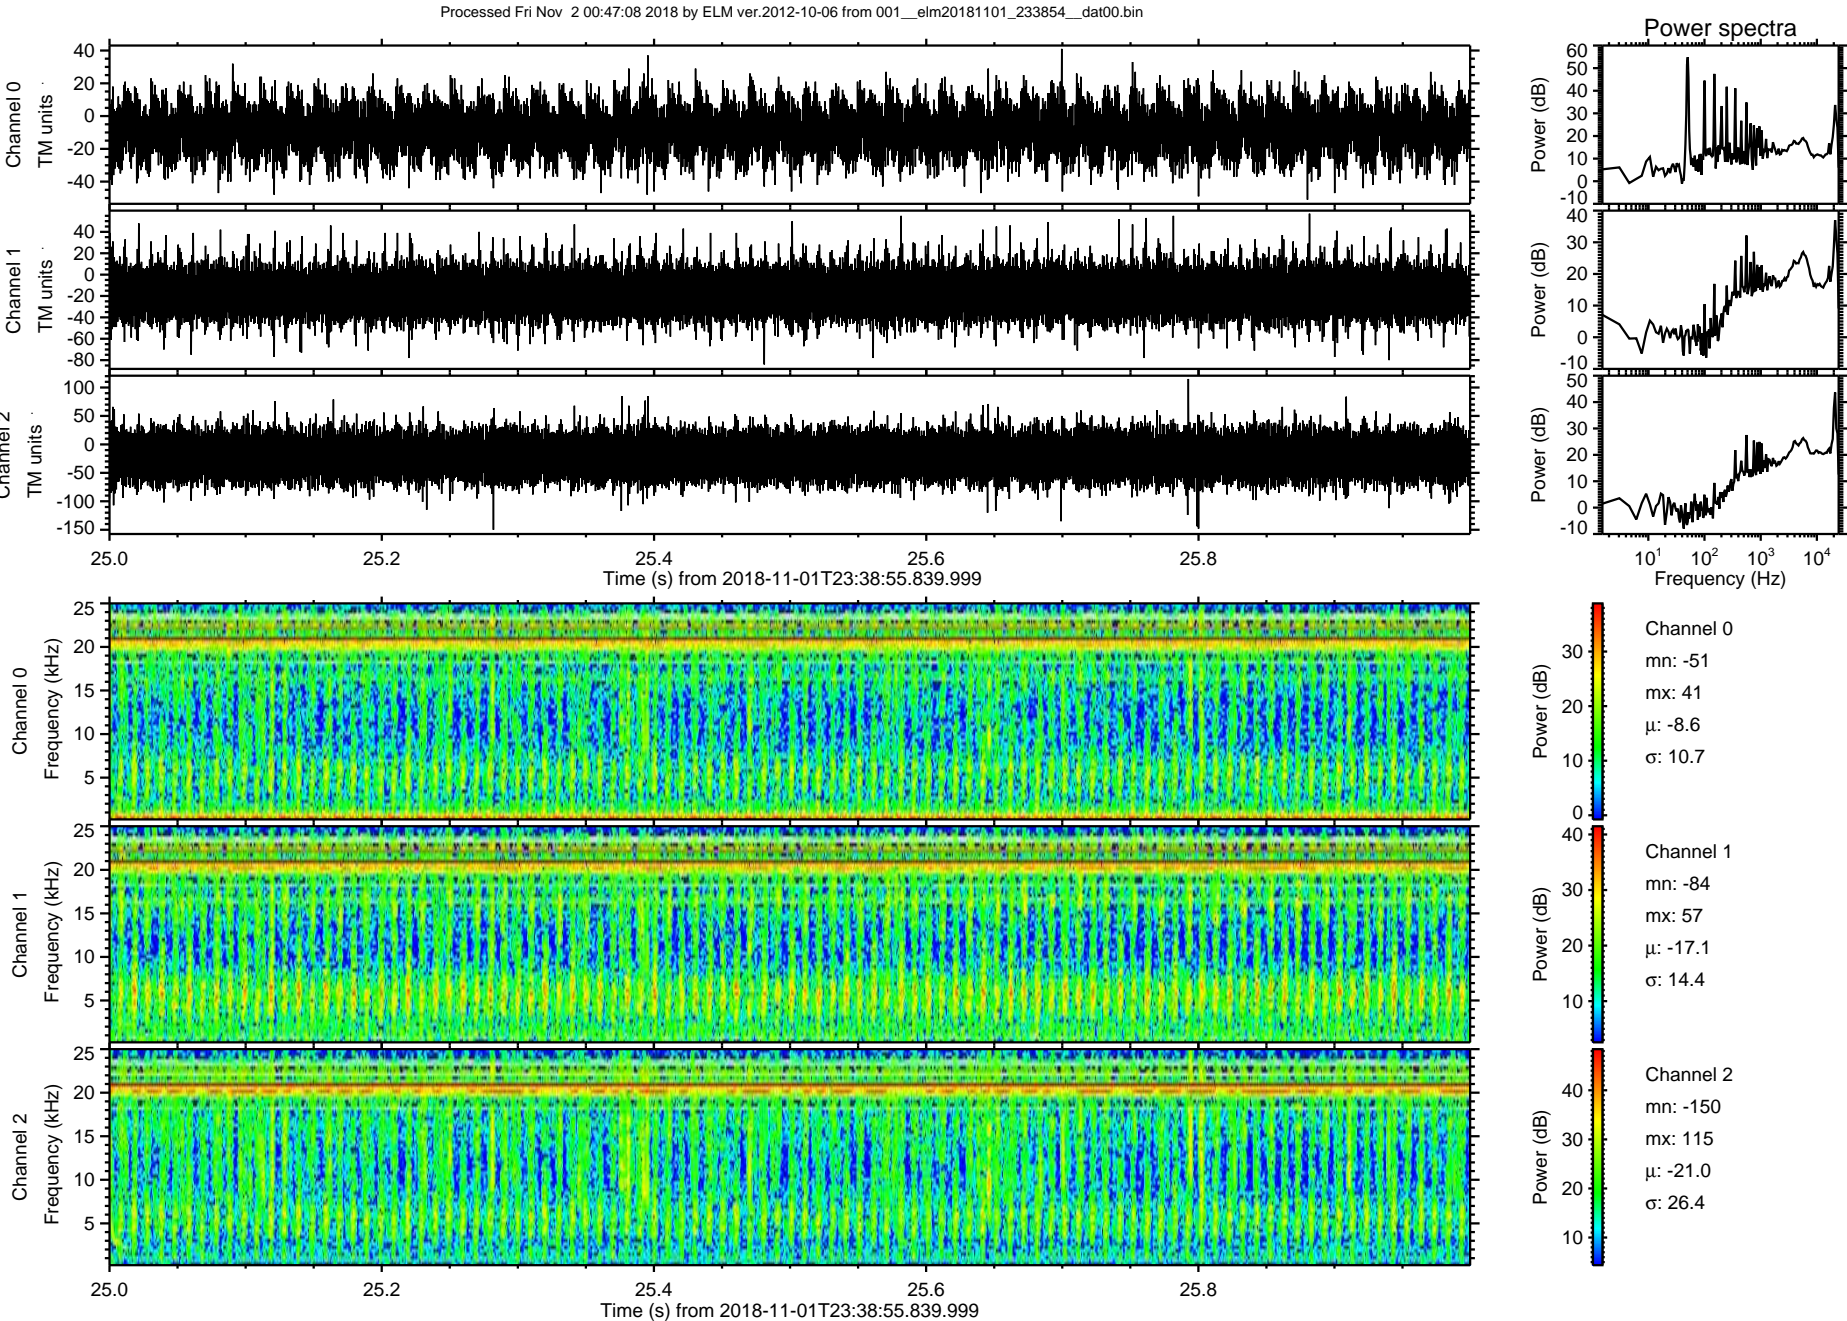 Processed Fri Nov  2 00:47:08 2018 by ELM ver.2012-10-06 from 001__elm20181101_233854__dat00.bin
Power spectra
Channel 0
TM units
40
20
0
-20
-40
Power (dB)
60
50
40
30
20
10
0
-10
Channel 1
TM units
40
20
0
-20
-40
-60
-80
Power (dB)
40
30
20
10
0
-10
Channel 2
TM units
100
50
0
-50
-100
-150
Power (dB)
50
40
30
20
10
0
-10
25.0 25.2 25.4 25.6 25.8
Time (s) from 2018-11-01T23:38:55.839.999
10^1 10^2 10^3 10^4
Frequency (Hz)
Channel 0
Frequency (kHz)
25
20
15
10
5
Power (dB)
30
20
10
0
Channel 0
mn: -51
mx: 41
μ: -8.6
σ: 10.7
Channel 1
Frequency (kHz)
25
20
15
10
5
Power (dB)
40
30
20
10
Channel 1
mn: -84
mx: 57
μ: -17.1
σ: 14.4
Channel 2
Frequency (kHz)
25
20
15
10
5
Power (dB)
40
30
20
10
Channel 2
mn: -150
mx: 115
μ: -21.0
σ: 26.4
25.0 25.2 25.4 25.6 25.8
Time (s) from 2018-11-01T23:38:55.839.999